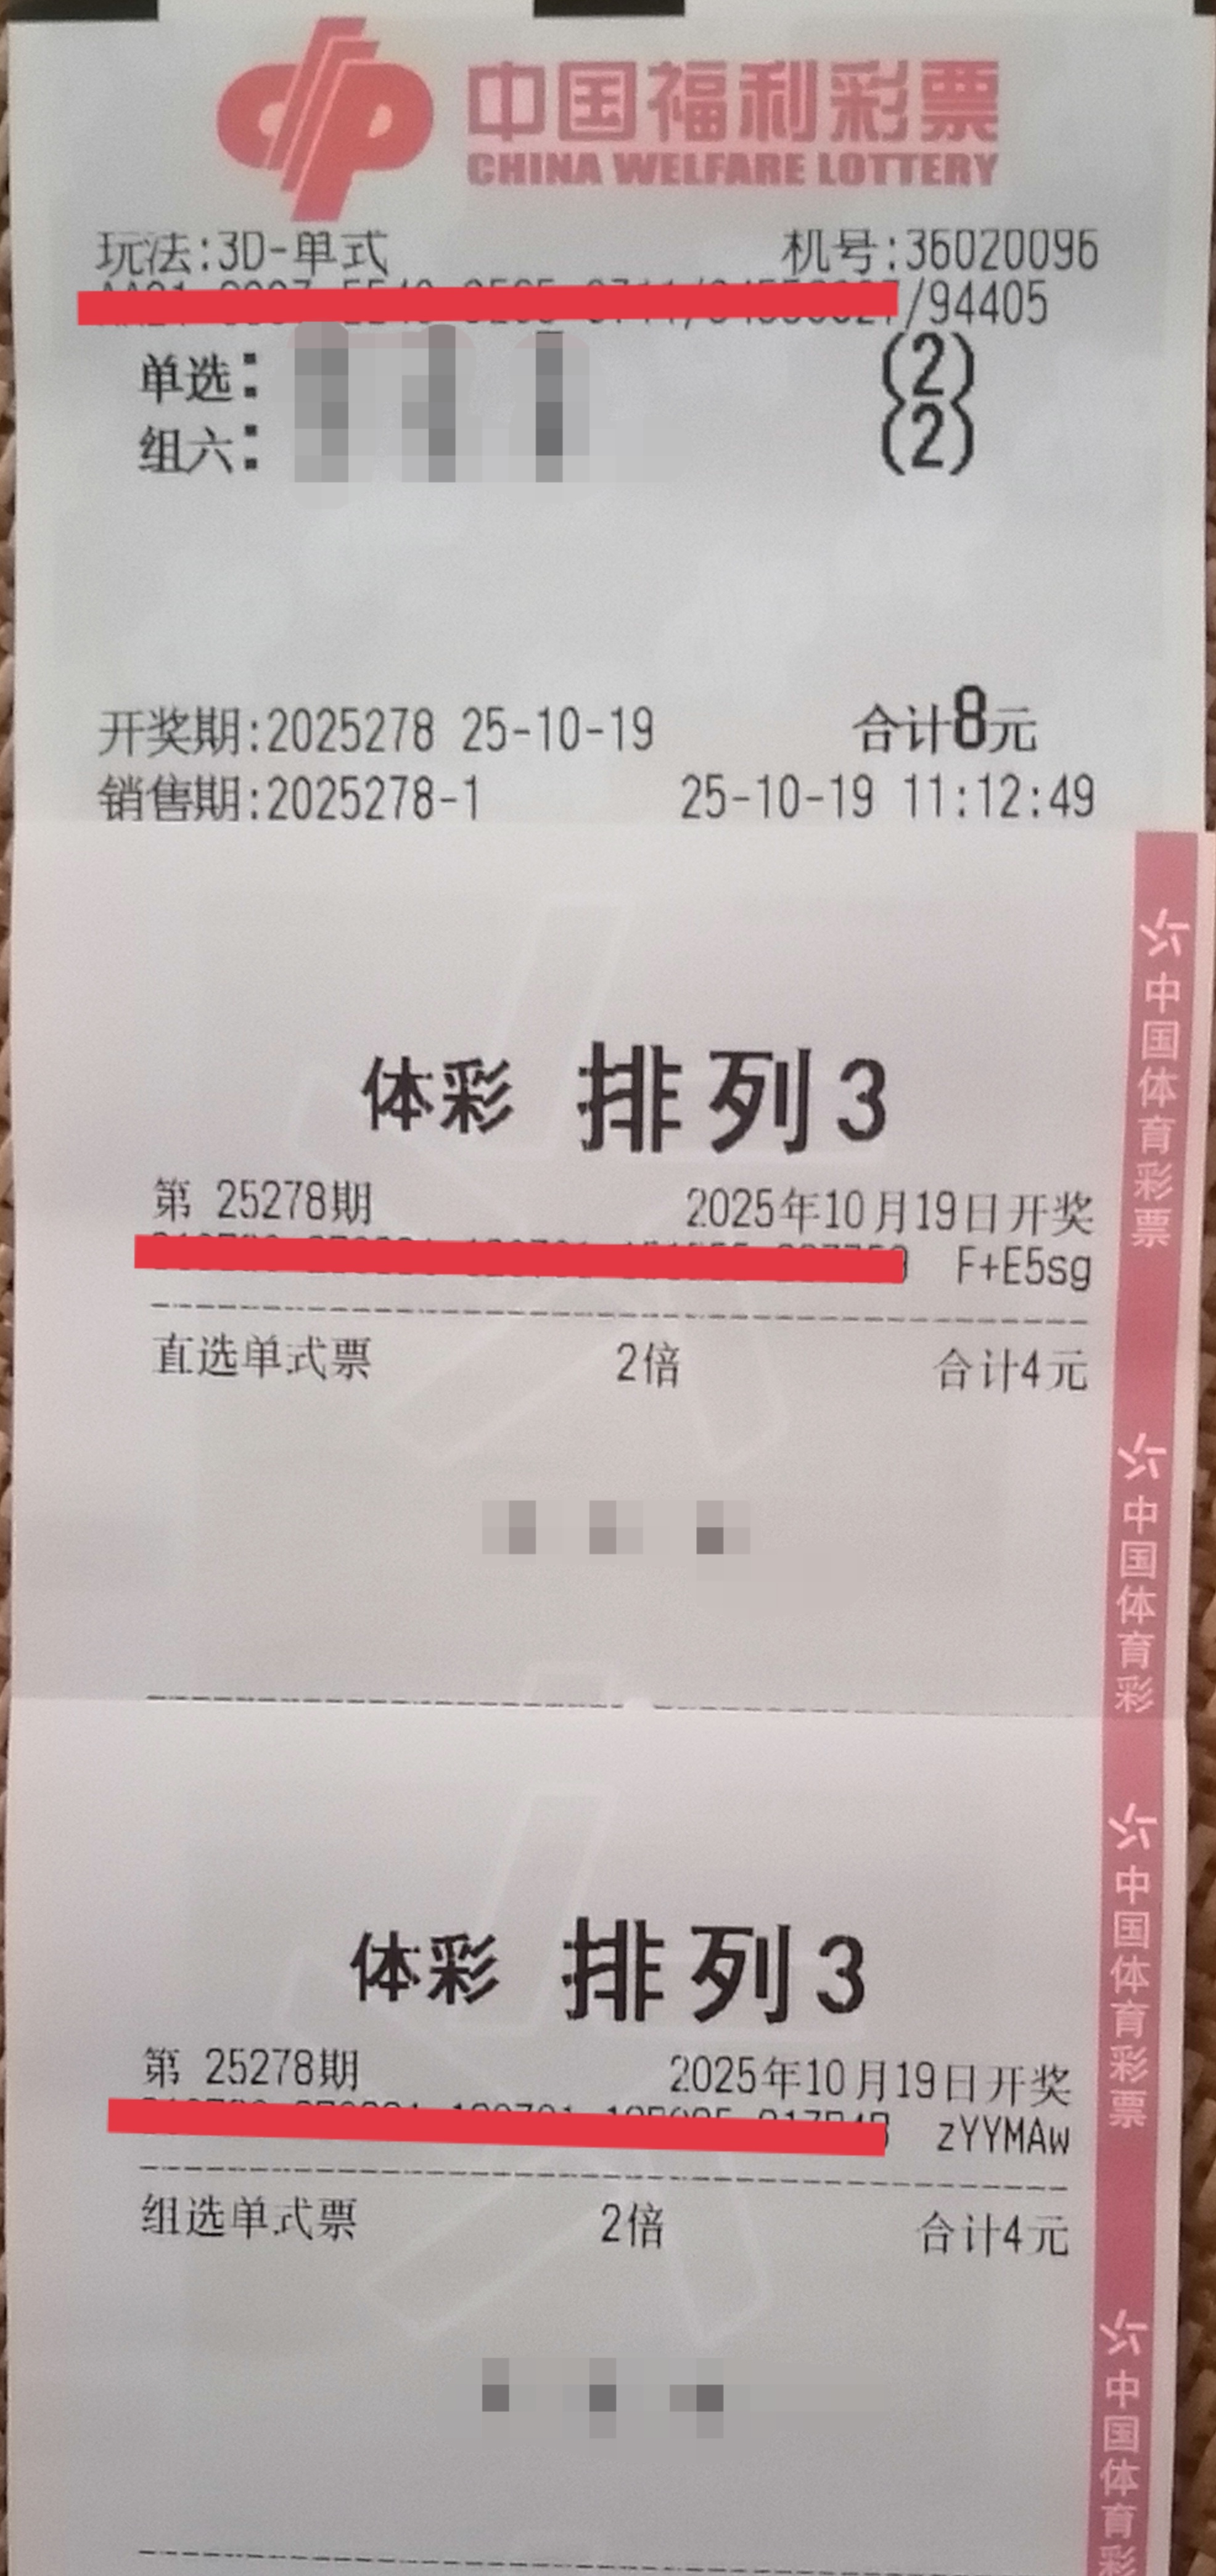 中国福利彩票
CHINA WELFARE LOTTERY
玩法:3D-单式 机号:36020096
/94405
单选: (2)
组六: (2)
开奖期:2025278 25-10-19 合计8元
销售期:2025278-1 25-10-19 11:12:49
体彩 排列3
第 25278期 2025年10月19日开奖
F+E5sg
直选单式票 2倍 合计4元
体彩 排列3
第 25278期 2025年10月19日开奖
zYYMAw
组选单式票 2倍 合计4元
中国体育彩票
中国体育彩
中国体育彩票
中国体育彩